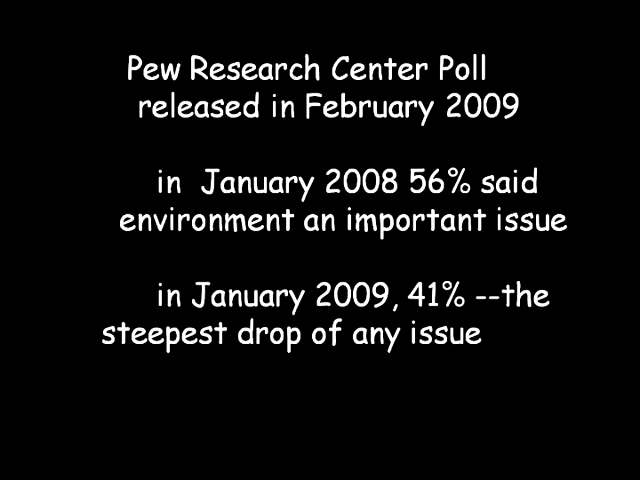 Pew Research Center Poll
released in February 2009
in January 2008 56% said
environment an important issue
in January 2009, 41% --the
steepest drop of any issue